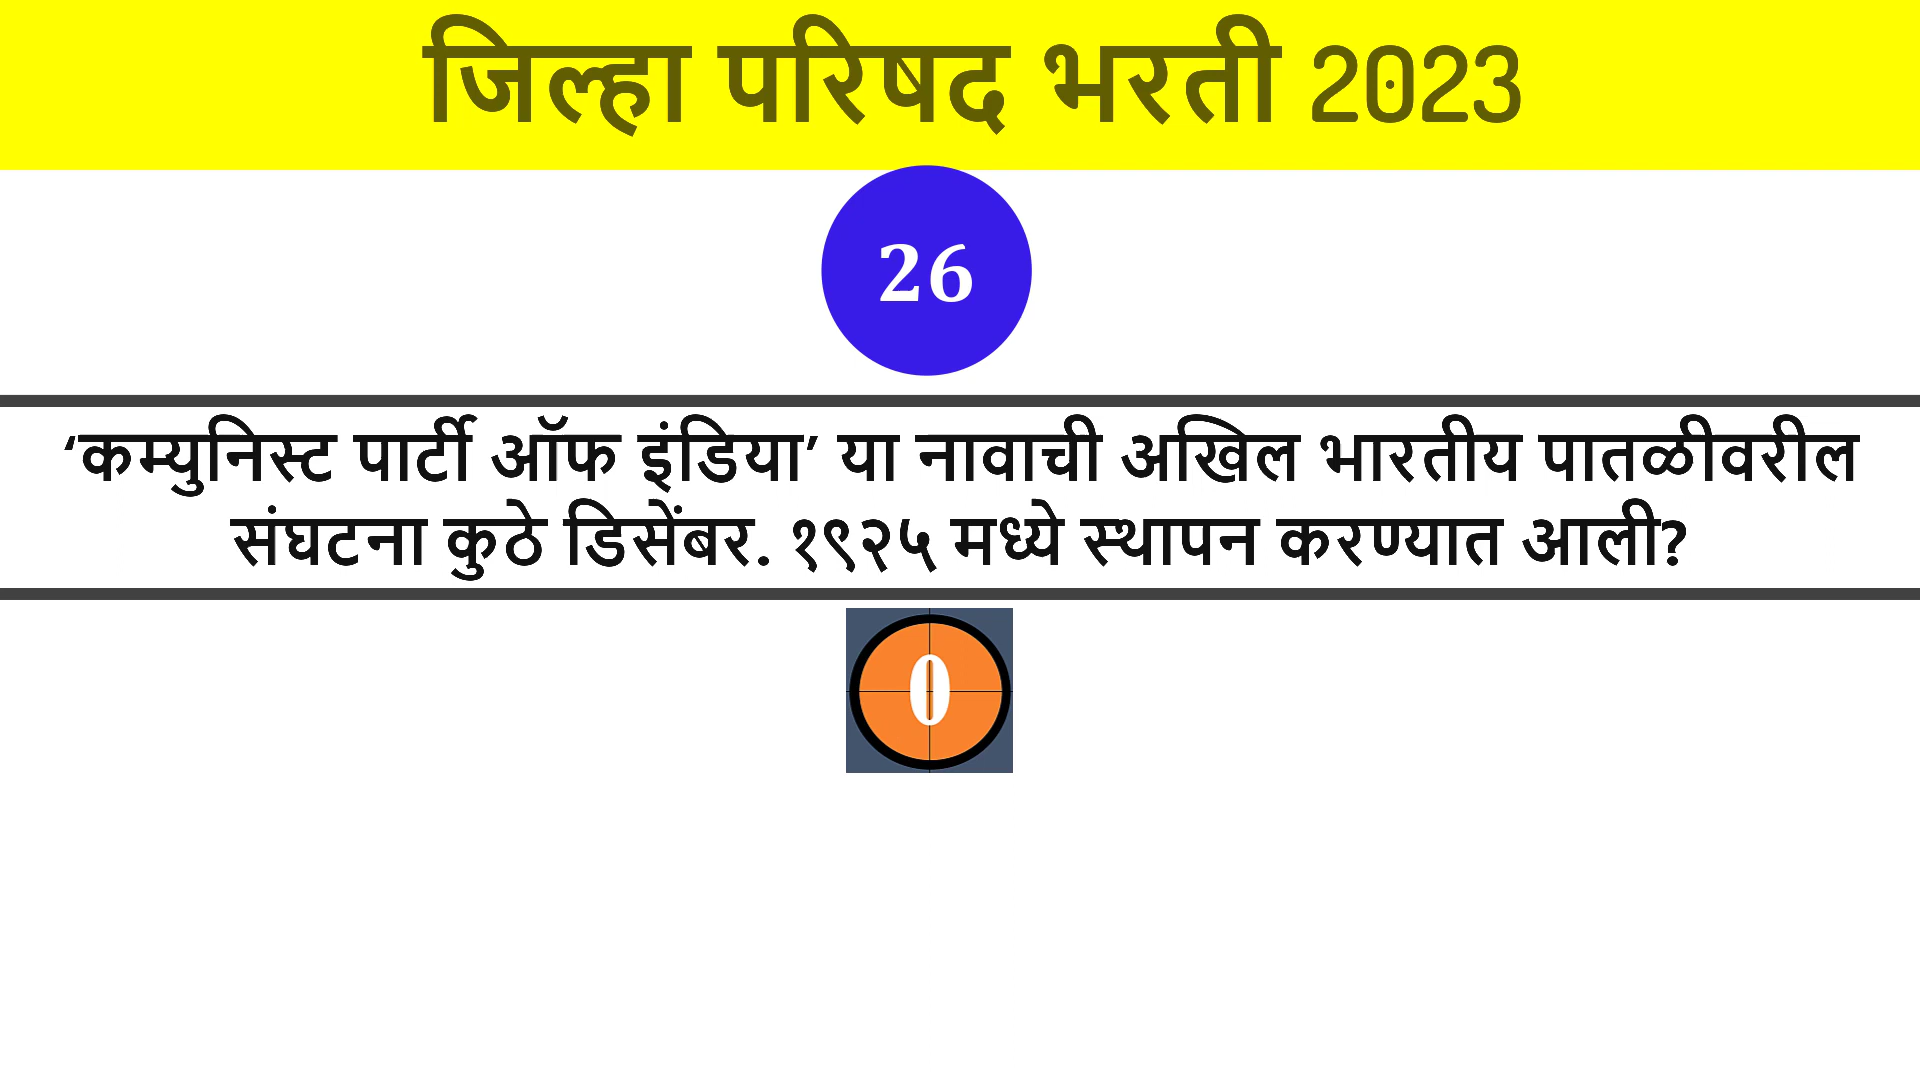 जिल्हा परिषद भरती 2023
26
‘कम्युनिस्ट पार्टी ऑफ इंडिया’ या नावाची अखिल भारतीय पातळीवरील
संघटना कुठे डिसेंबर. १९२५ मध्ये स्थापन करण्यात आली?
0